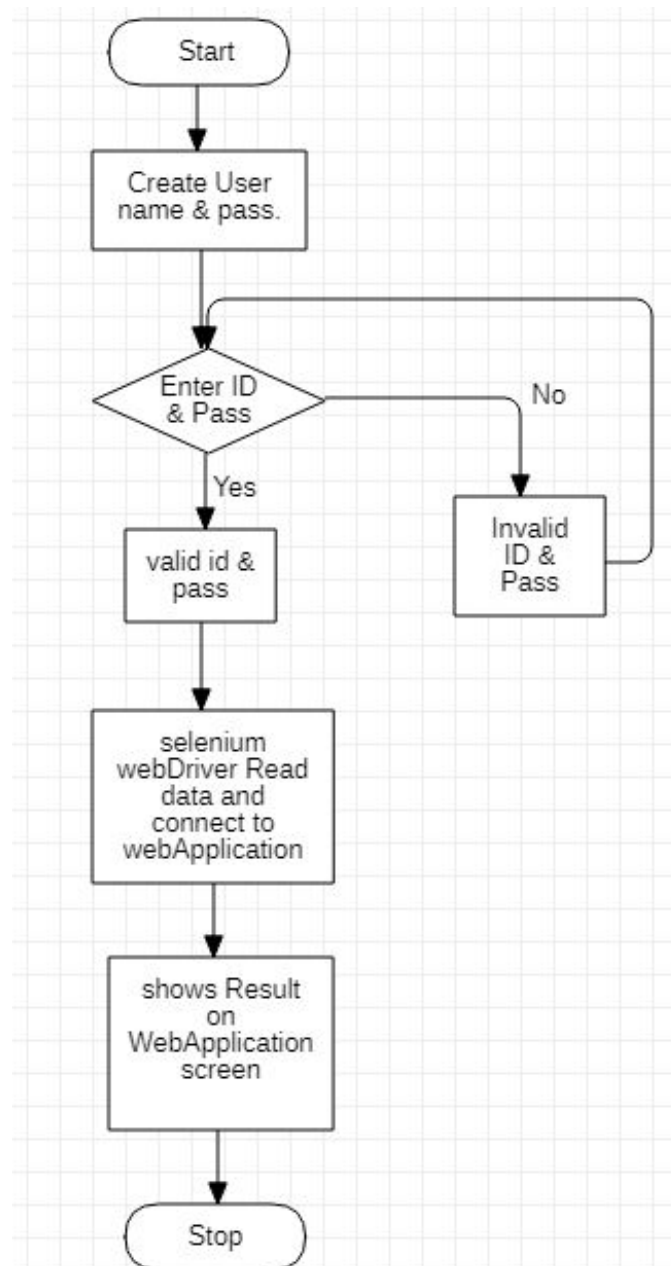 Start
Create User
name & pass.
Enter ID
& Pass
No
Yes
Invalid
ID &
Pass
valid id &
pass
selenium
webDriver Read
data and
connect to
webApplication
shows Result
on
WebApplication
screen
Stop